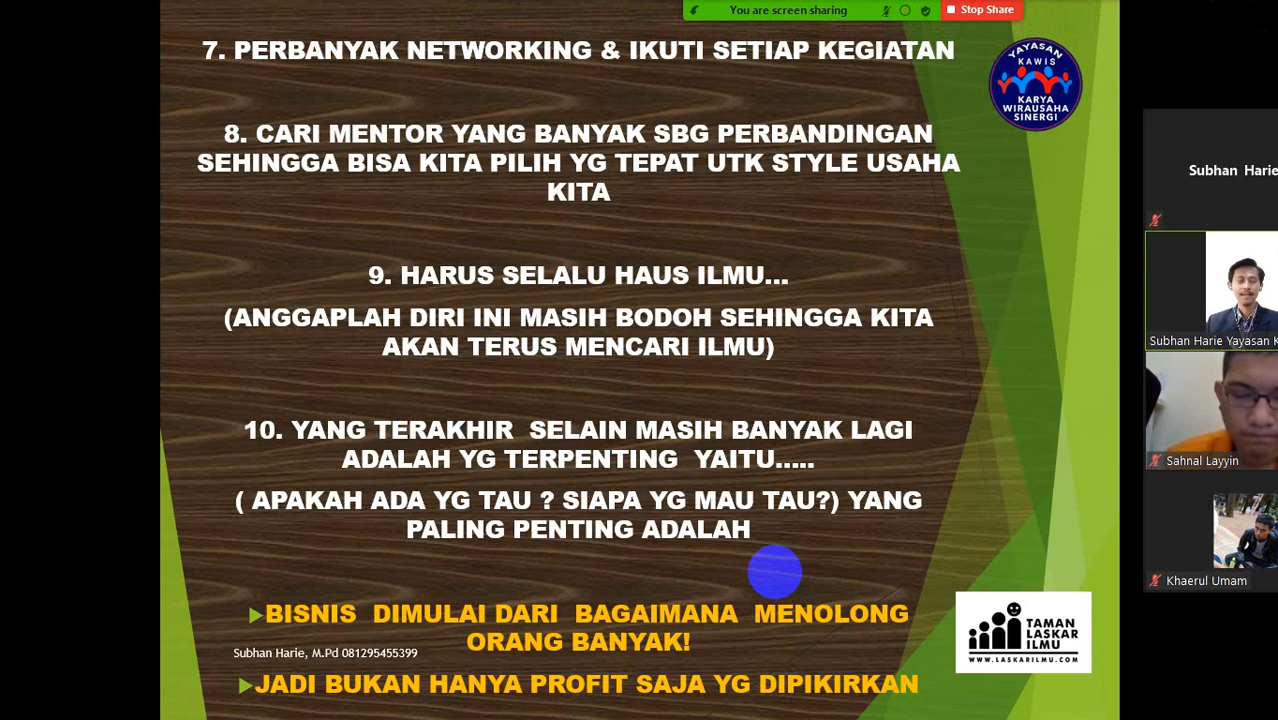 You are screen sharing
Stop Share
7. PERBANYAK NETWORKING & IKUTI SETIAP KEGIATAN
YAYASAN
KAWIS
KARYA
WIRAUSAHA
SINERGI
8. CARI MENTOR YANG BANYAK SBG PERBANDINGAN
SEHINGGA BISA KITA PILIH YG TEPAT UTK STYLE USAHA
KITA
9. HARUS SELALU HAUS ILMU...
(ANGGAPLAH DIRI INI MASIH BODOH SEHINGGA KITA
AKAN TERUS MENCARI ILMU)
10. YANG TERAKHIR SELAIN MASIH BANYAK LAGI
ADALAH YG TERPENTING YAITU.....
( APAKAH ADA YG TAU ? SIAPA YG MAU TAU?) YANG
PALING PENTING ADALAH
BISNIS DIMULAI DARI BAGAIMANA MENOLONG
ORANG BANYAK!
Subhan Harie, M.Pd 081295455399
JADI BUKAN HANYA PROFIT SAJA YG DIPIKIRKAN
TAMAN
LASKAR
ILMU
WWW.LASKARILMU.COM
Subhan Harie
Subhan Harie Yayasan K
Sahnal Layyin
Khaerul Umam